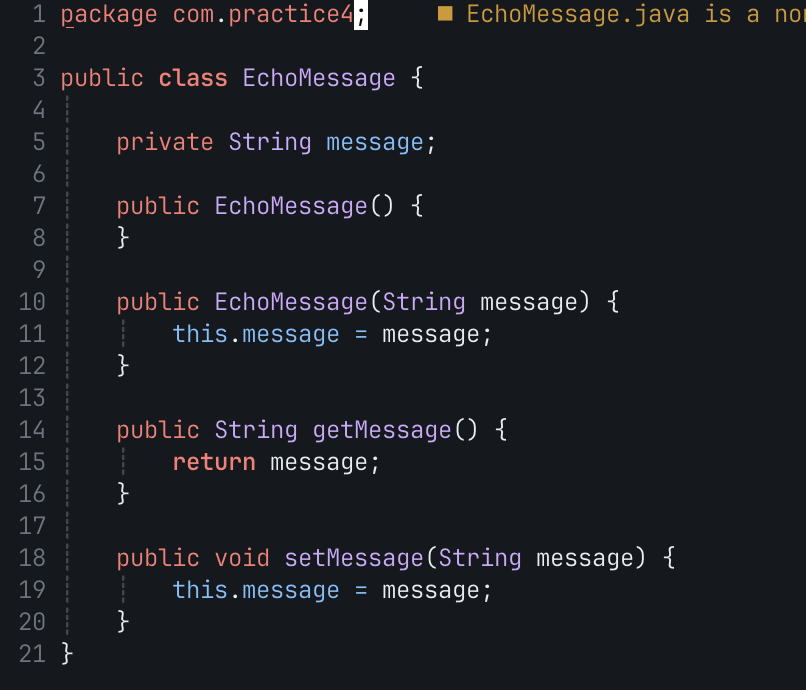 1 package com.practice4; ■ EchoMessage.java is a
2
3 public class EchoMessage {
4
5 private String message;
6
7 public EchoMessage() {
8 }
9
10 public EchoMessage(String message) {
11 this.message = message;
12 }
13
14 public String getMessage() {
15 return message;
16 }
17
18 public void setMessage(String message) {
19 this.message = message;
20 }
21 }